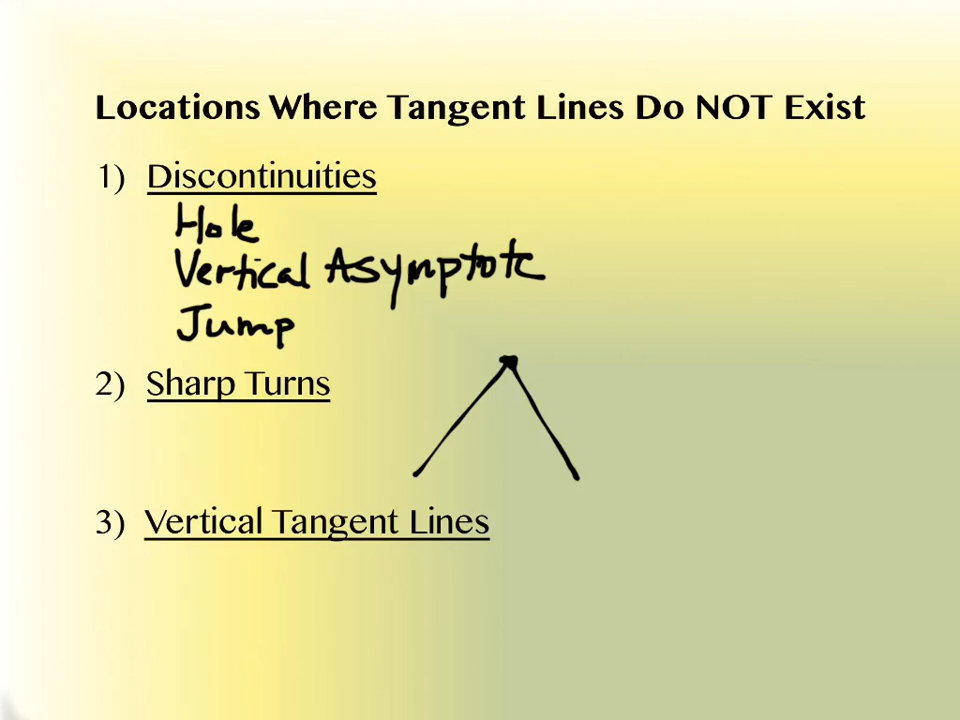 Locations Where Tangent Lines Do NOT Exist
1) Discontinuities
Hole
Vertical Asymptote
Jump
2) Sharp Turns
3) Vertical Tangent Lines